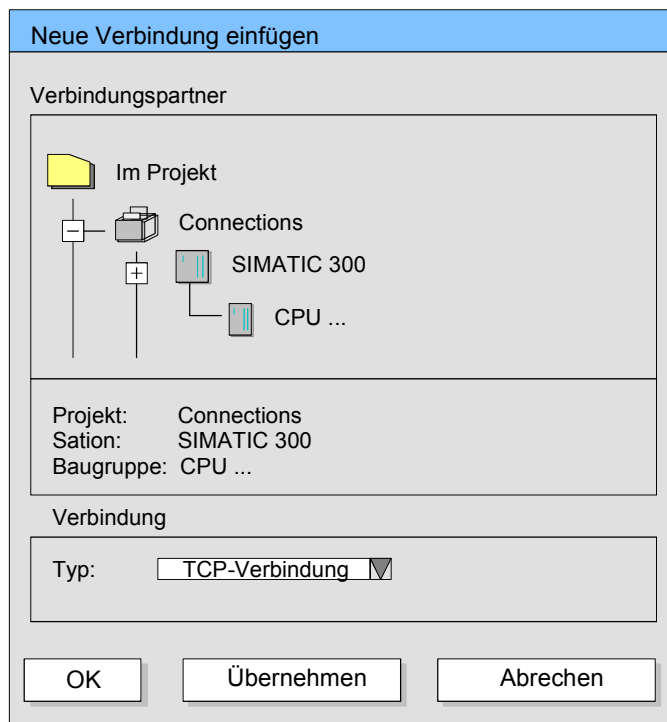 Neue Verbindung einfügen
Verbindungspartner
Im Projekt
Connections
SIMATIC 300
CPU ...
Projekt: Connections
Sation: SIMATIC 300
Baugruppe: CPU ...
Verbindung
Typ: TCP-Verbindung
OK Übernehmen Abrechen